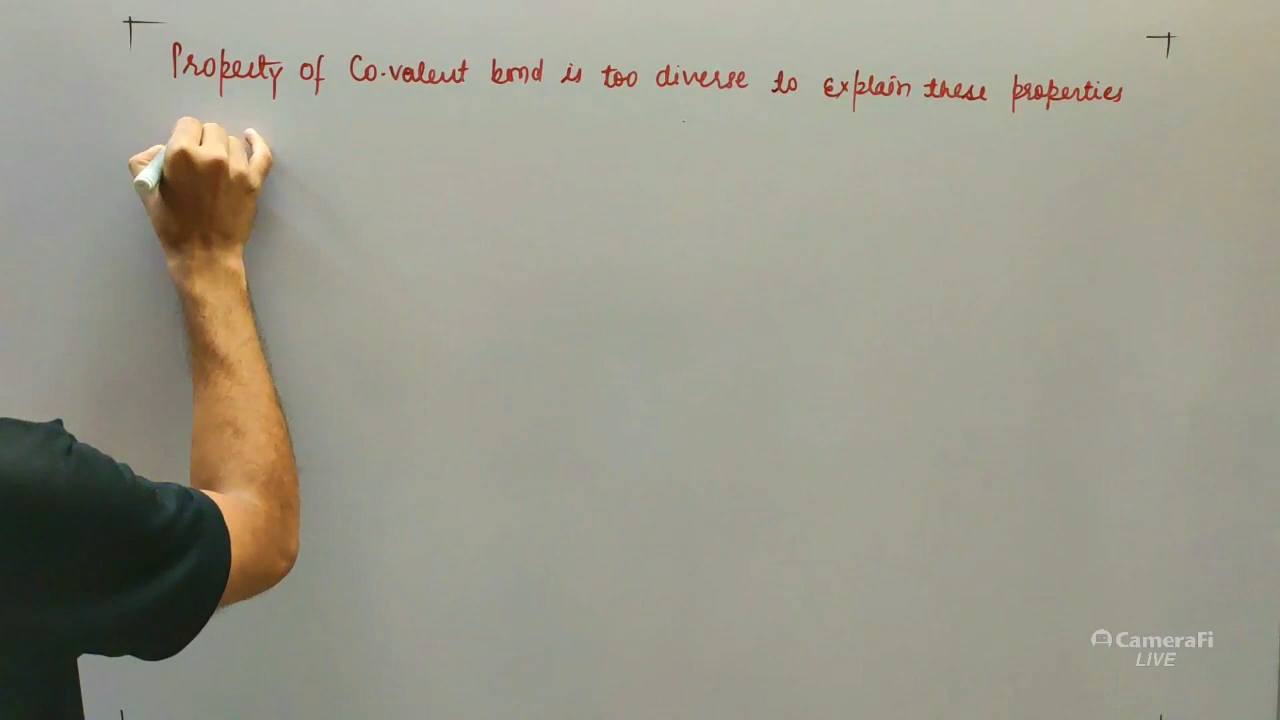 Property of Co-valent bond is too diverse to explain these properties
CameraFi
LIVE